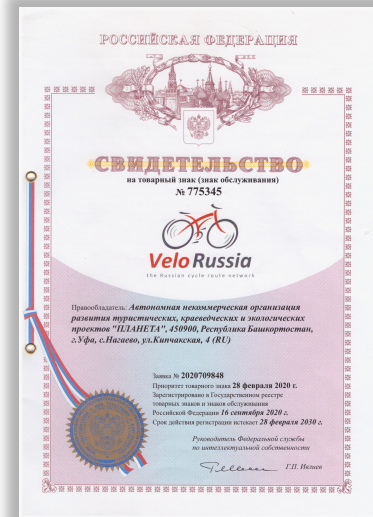 РОССИЙСКАЯ ФЕДЕРАЦИЯ
СВИДЕТЕЛЬСТВО
на товарный знак (знак обслуживания)
№ 775345
Velo Russia
the Russian cycle route network
Правообладатель: Автономная некоммерческая организация
развития туристических, краеведческих и экологических
проектов "ПЛАНЕТА", 450900, Республика Башкортостан,
г.Уфа, с.Нагаево, ул.Кипчакская, 4 (RU)
Заявка № 2020709848
Приоритет товарного знака 28 февраля 2020 г.
Зарегистрировано в Государственном реестре
товарных знаков и знаков обслуживания
Российской Федерации 16 сентября 2020 г.
Срок действия регистрации истекает 28 февраля 2030 г.
Руководитель Федеральной службы
по интеллектуальной собственности
Г.П. Ивлиев